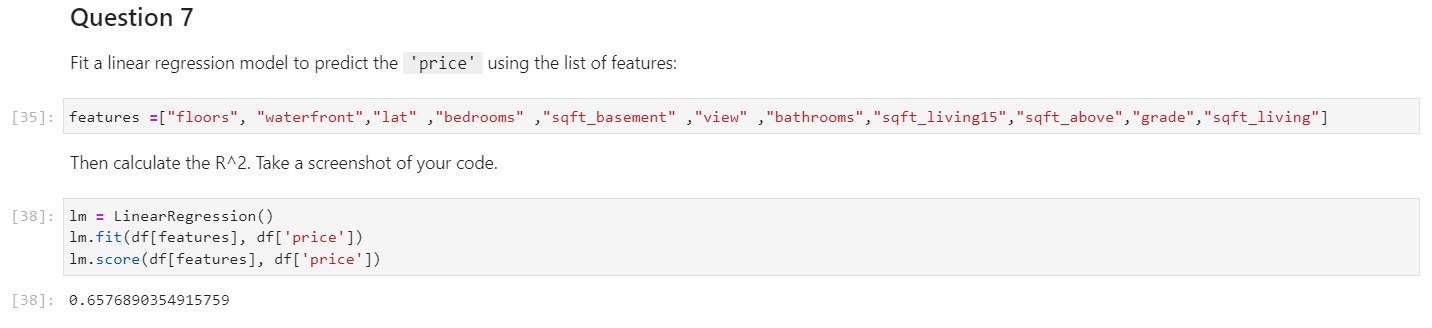 Question 7
Fit a linear regression model to predict the 'price' using the list of features:
[35]: features =["floors", "waterfront","lat" ,"bedrooms" ,"sqft_basement" ,"view" ,"bathrooms","sqft_living15","sqft_above","grade","sqft_living"]
Then calculate the R^2. Take a screenshot of your code.
[38]: lm = LinearRegression()
lm.fit(df[features], df['price'])
lm.score(df[features], df['price'])
[38]: 0.6576890354915759